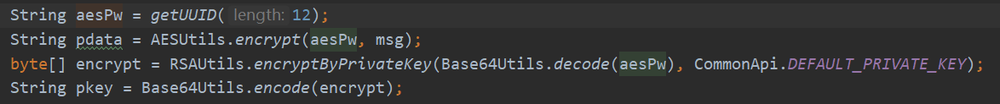 String aesPw = getUUID( length: 12);
String pdata = AESUtils.encrypt(aesPw, msg);
byte[] encrypt = RSAUtils.encryptByPrivateKey(Base64Utils.decode(aesPw), CommonApi.DEFAULT_PRIVATE_KEY);
String pkey = Base64Utils.encode(encrypt);